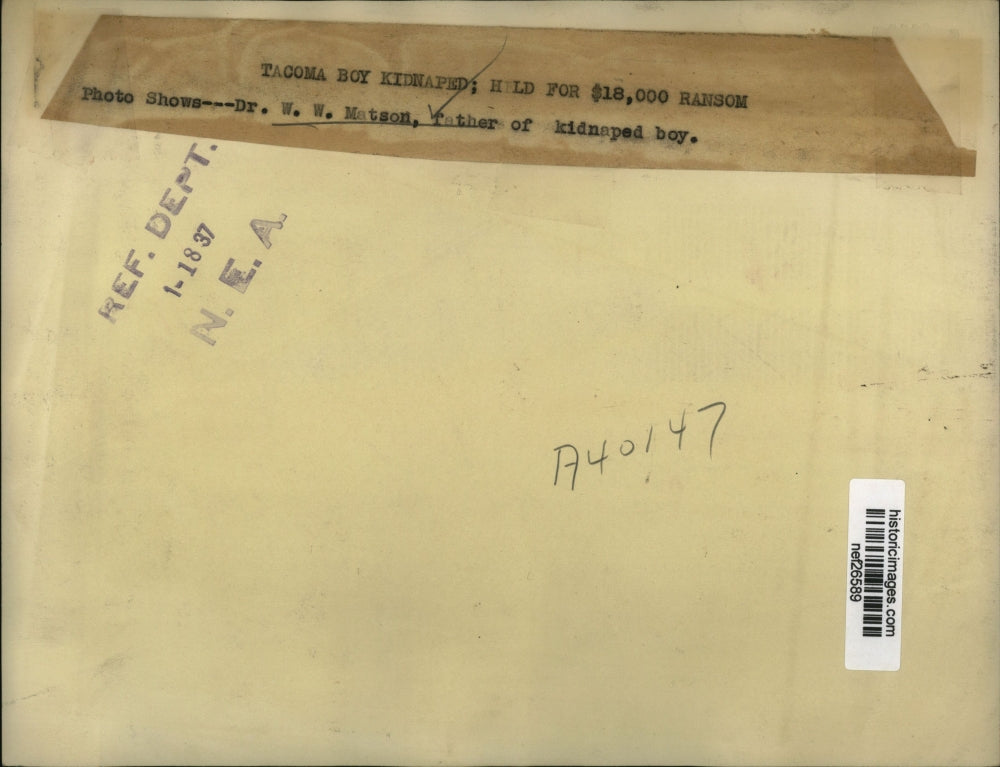 TACOMA BOY KIDNAPED; H LD FOR $18,000 RANSOM
Photo Shows---Dr. W. W. Matson, father of kidnaped boy.
REF. DEPT.
1-18 37
N. E. A.
A40147
historicimages.com
nef26589